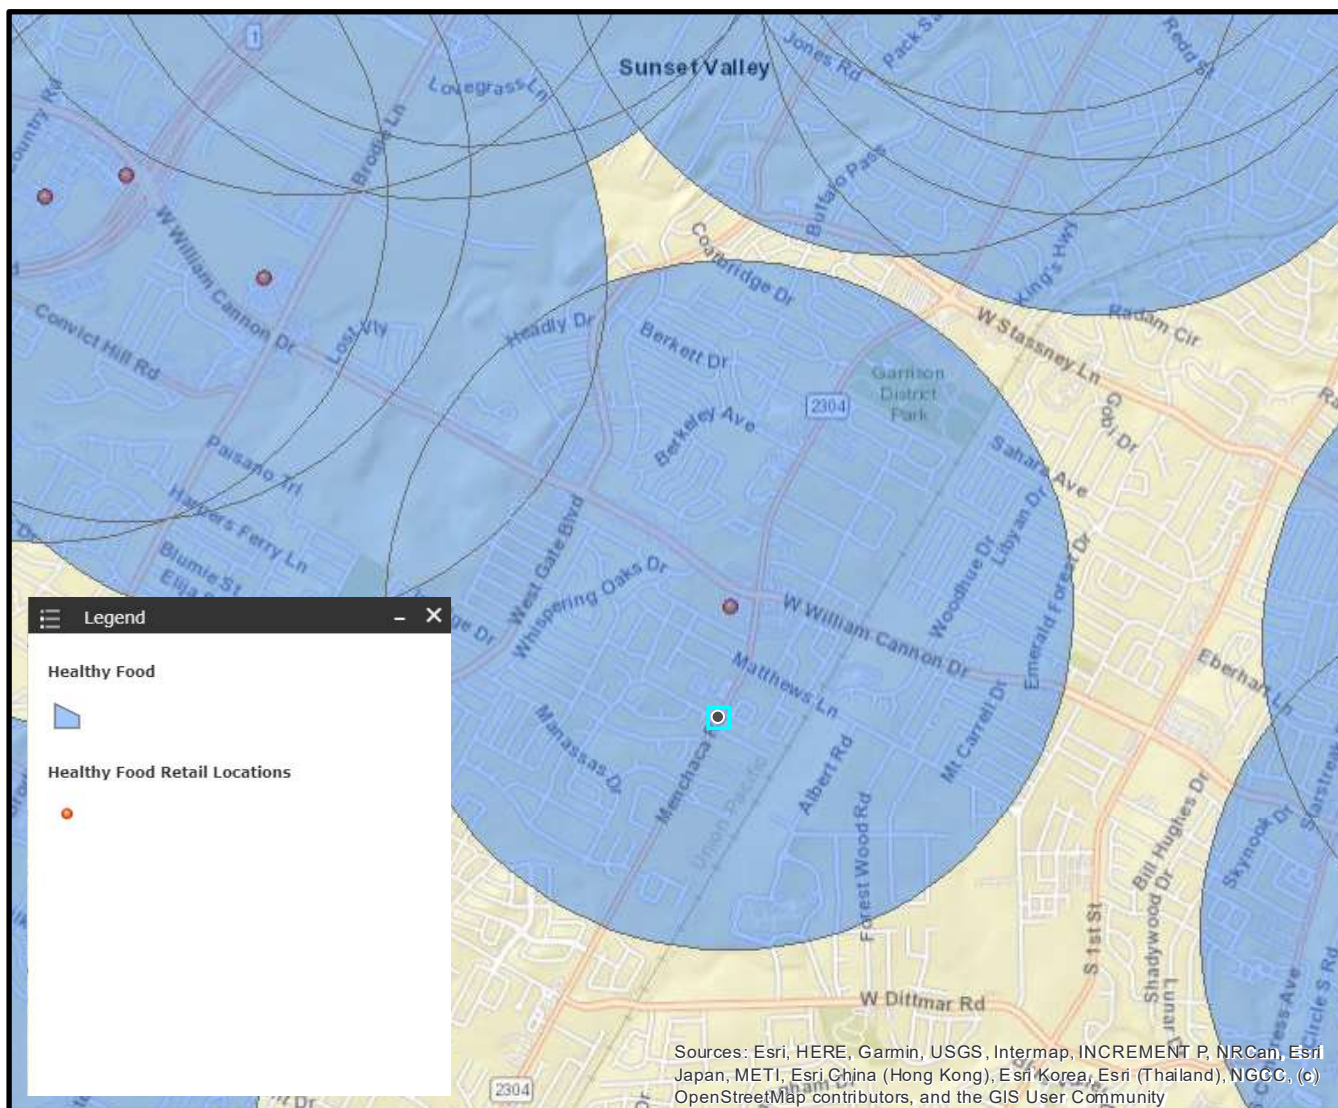 1
Sunset Valley
Jones Rd
Redd St
Lovegrass Ln
Brodie Ln
Buffalo Pass
Coatbridge Dr
King's Hwy
W William Cannon Dr
Convict Hill Rd
Lost Vly
Headly Dr
Berkett Dr
Radam Cir
W Stassney Ln
Garrison
District
Park
2304
Gobi Dr
Berkeley Ave
Sahara Ave
Paisano Trl
Harpers Ferry Ln
Libyan Dr
Woodhue Dr
West Gate Blvd
Whispering Oaks Dr
Blumie St
Emerald Forest Dr
W William Cannon Dr
Matthews Ln
Eberhart Ln
Manassas Dr
Menchaca
Union Pacific
Albert Rd
Mt Carrell Dr
Forest Wood Rd
Bill Hughes Dr
Skynook Dr
Shadywood Dr
S 1st St
W Dittmar Rd
2304
Legend
Healthy Food
Healthy Food Retail Locations
Sources: Esri, HERE, Garmin, USGS, Intermap, INCREMENT P, NRCan, Esri
Japan, METI, Esri China (Hong Kong), Esri Korea, Esri (Thailand), NGCC, (c)
OpenStreetMap contributors, and the GIS User Community